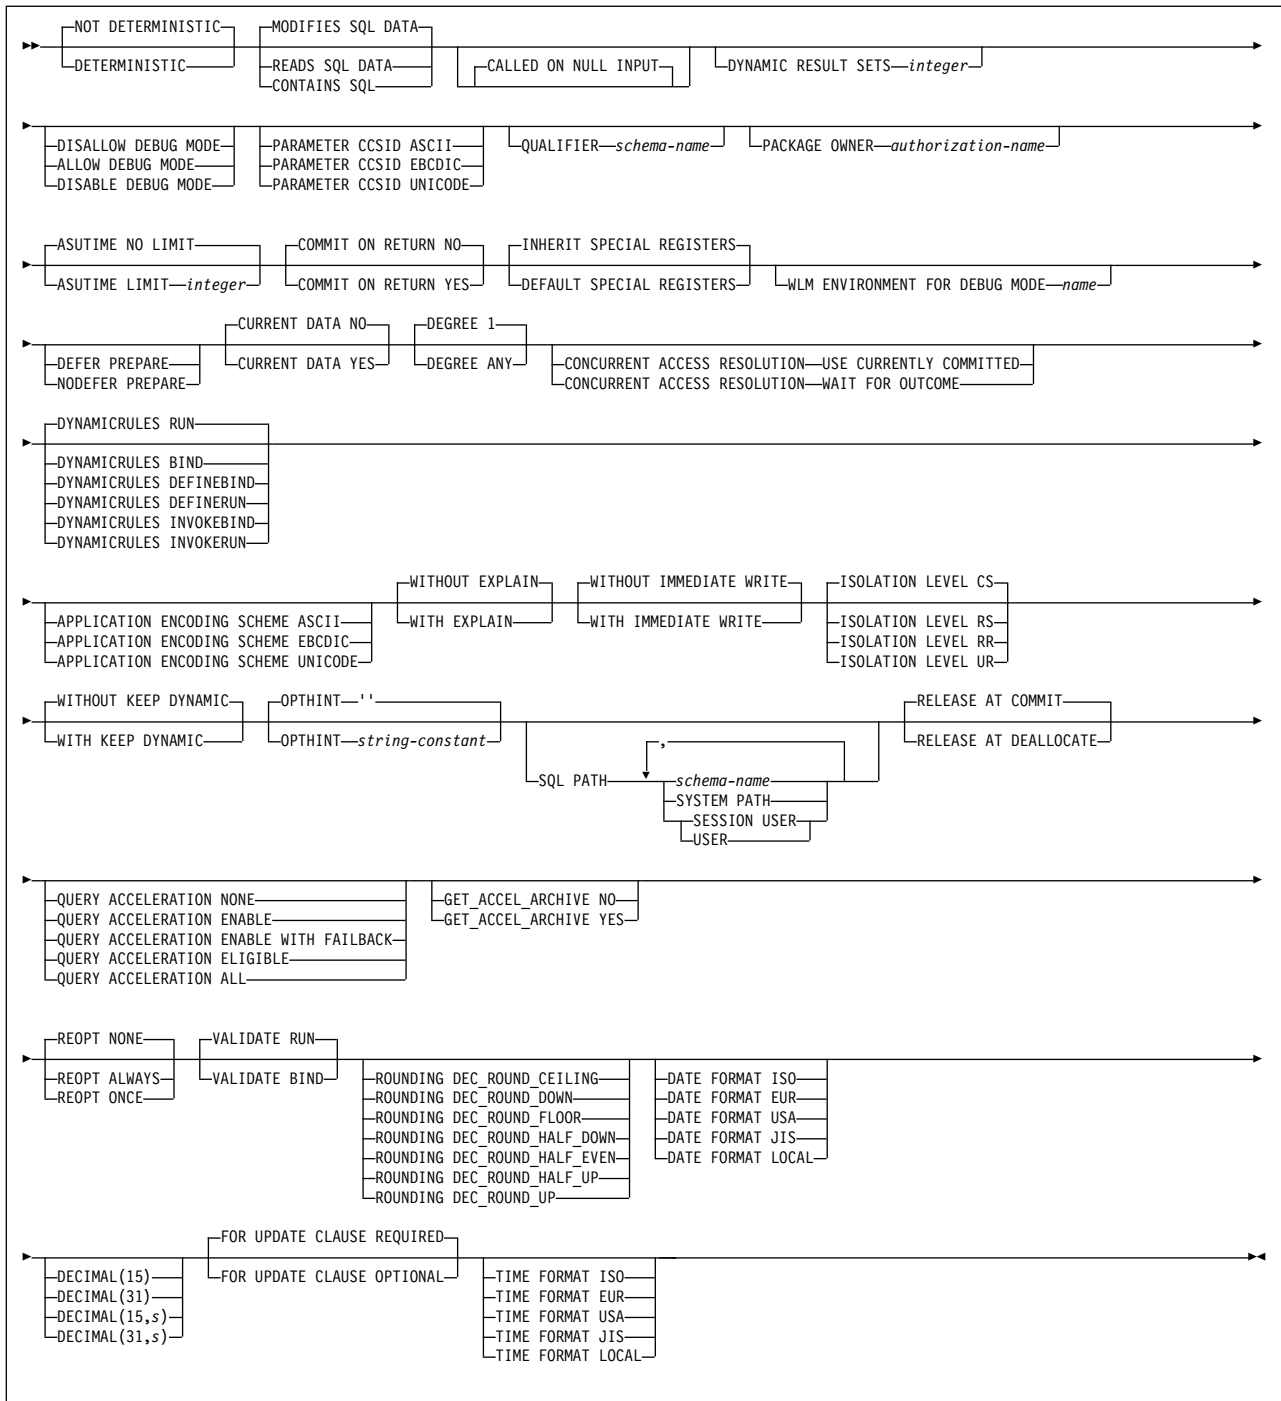 NOT DETERMINISTIC MODIFIES SQL DATA
DETERMINISTIC READS SQL DATA CALLED ON NULL INPUT DYNAMIC RESULT SETS integer
CONTAINS SQL
DISALLOW DEBUG MODE PARAMETER CCSID ASCII QUALIFIER schema-name PACKAGE OWNER authorization-name
ALLOW DEBUG MODE PARAMETER CCSID EBCDIC
DISABLE DEBUG MODE PARAMETER CCSID UNICODE
ASUTIME NO LIMIT COMMIT ON RETURN NO INHERIT SPECIAL REGISTERS
ASUTIME LIMIT integer COMMIT ON RETURN YES DEFAULT SPECIAL REGISTERS WLM ENVIRONMENT FOR DEBUG MODE name
CURRENT DATA NO DEGREE 1
DEFER PREPARE CURRENT DATA YES DEGREE ANY CONCURRENT ACCESS RESOLUTION USE CURRENTLY COMMITTED
NODEFER PREPARE CONCURRENT ACCESS RESOLUTION WAIT FOR OUTCOME
DYNAMICRULES RUN
DYNAMICRULES BIND
DYNAMICRULES DEFINEBIND
DYNAMICRULES DEFINERUN
DYNAMICRULES INVOKEBIND
DYNAMICRULES INVOKERUN
WITHOUT EXPLAIN WITHOUT IMMEDIATE WRITE ISOLATION LEVEL CS
APPLICATION ENCODING SCHEME ASCII WITH EXPLAIN WITH IMMEDIATE WRITE ISOLATION LEVEL RS
APPLICATION ENCODING SCHEME EBCDIC ISOLATION LEVEL RR
APPLICATION ENCODING SCHEME UNICODE ISOLATION LEVEL UR
WITHOUT KEEP DYNAMIC OPTHINT '' RELEASE AT COMMIT
WITH KEEP DYNAMIC OPTHINT string-constant RELEASE AT DEALLOCATE
,
SQL PATH schema-name
SYSTEM PATH
SESSION USER
USER
QUERY ACCELERATION NONE GET_ACCEL_ARCHIVE NO
QUERY ACCELERATION ENABLE GET_ACCEL_ARCHIVE YES
QUERY ACCELERATION ENABLE WITH FAILBACK
QUERY ACCELERATION ELIGIBLE
QUERY ACCELERATION ALL
REOPT NONE VALIDATE RUN
REOPT ALWAYS VALIDATE BIND ROUNDING DEC_ROUND_CEILING DATE FORMAT ISO
REOPT ONCE ROUNDING DEC_ROUND_DOWN DATE FORMAT EUR
ROUNDING DEC_ROUND_FLOOR DATE FORMAT USA
ROUNDING DEC_ROUND_HALF_DOWN DATE FORMAT JIS
ROUNDING DEC_ROUND_HALF_EVEN DATE FORMAT LOCAL
ROUNDING DEC_ROUND_HALF_UP
ROUNDING DEC_ROUND_UP
FOR UPDATE CLAUSE REQUIRED
DECIMAL(15) FOR UPDATE CLAUSE OPTIONAL TIME FORMAT ISO
DECIMAL(31) TIME FORMAT EUR
DECIMAL(15,s) TIME FORMAT USA
DECIMAL(31,s) TIME FORMAT JIS
TIME FORMAT LOCAL